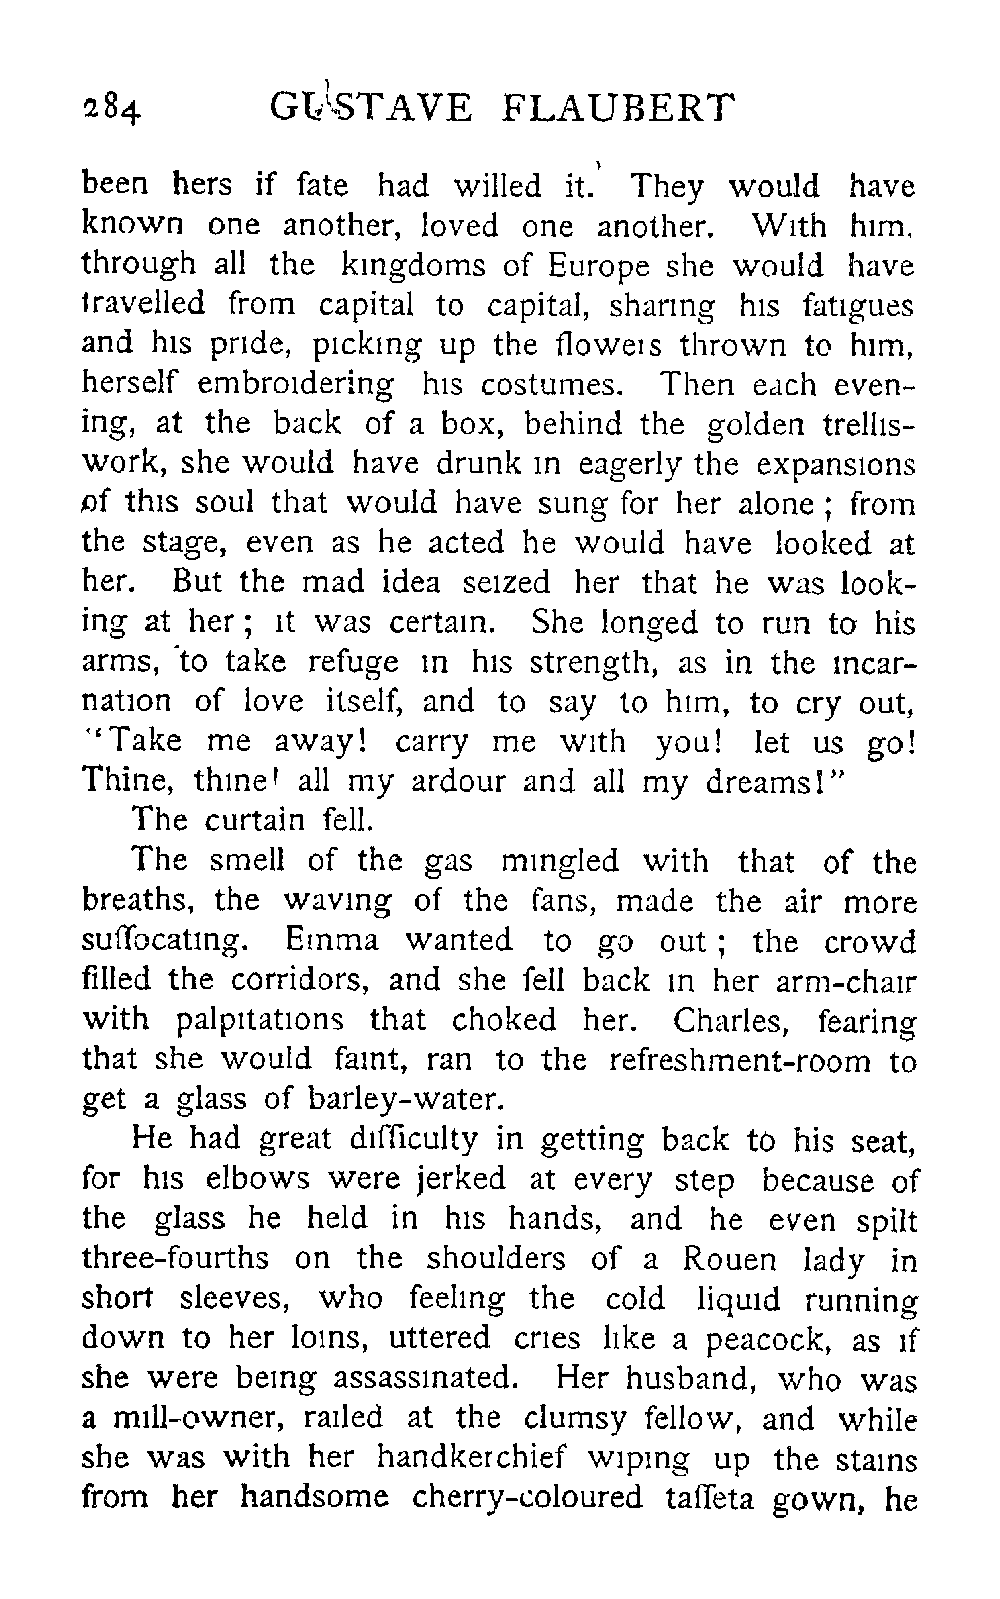 284 GUSTAVE FLAUBERT
been hers if fate had willed it. They would have
known one another, loved one another. With him,
through all the kingdoms of Europe she would have
travelled from capital to capital, sharing his fatigues
and his pride, picking up the flowers thrown to him,
herself embroidering his costumes. Then each even-
ing, at the back of a box, behind the golden trellis-
work, she would have drunk in eagerly the expansions
of this soul that would have sung for her alone ; from
the stage, even as he acted he would have looked at
her. But the mad idea seized her that he was look-
ing at her ; it was certain. She longed to run to his
arms, to take refuge in his strength, as in the incar-
nation of love itself, and to say to him, to cry out,
"Take me away! carry me with you! let us go!
Thine, thine! all my ardour and all my dreams!"
The curtain fell.
The smell of the gas mingled with that of the
breaths, the waving of the fans, made the air more
suffocating. Emma wanted to go out ; the crowd
filled the corridors, and she fell back in her arm-chair
with palpitations that choked her. Charles, fearing
that she would faint, ran to the refreshment-room to
get a glass of barley-water.
He had great difficulty in getting back to his seat,
for his elbows were jerked at every step because of
the glass he held in his hands, and he even spilt
three-fourths on the shoulders of a Rouen lady in
short sleeves, who feeling the cold liquid running
down to her loins, uttered cries like a peacock, as if
she were being assassinated. Her husband, who was
a mill-owner, railed at the clumsy fellow, and while
she was with her handkerchief wiping up the stains
from her handsome cherry-coloured taffeta gown, he